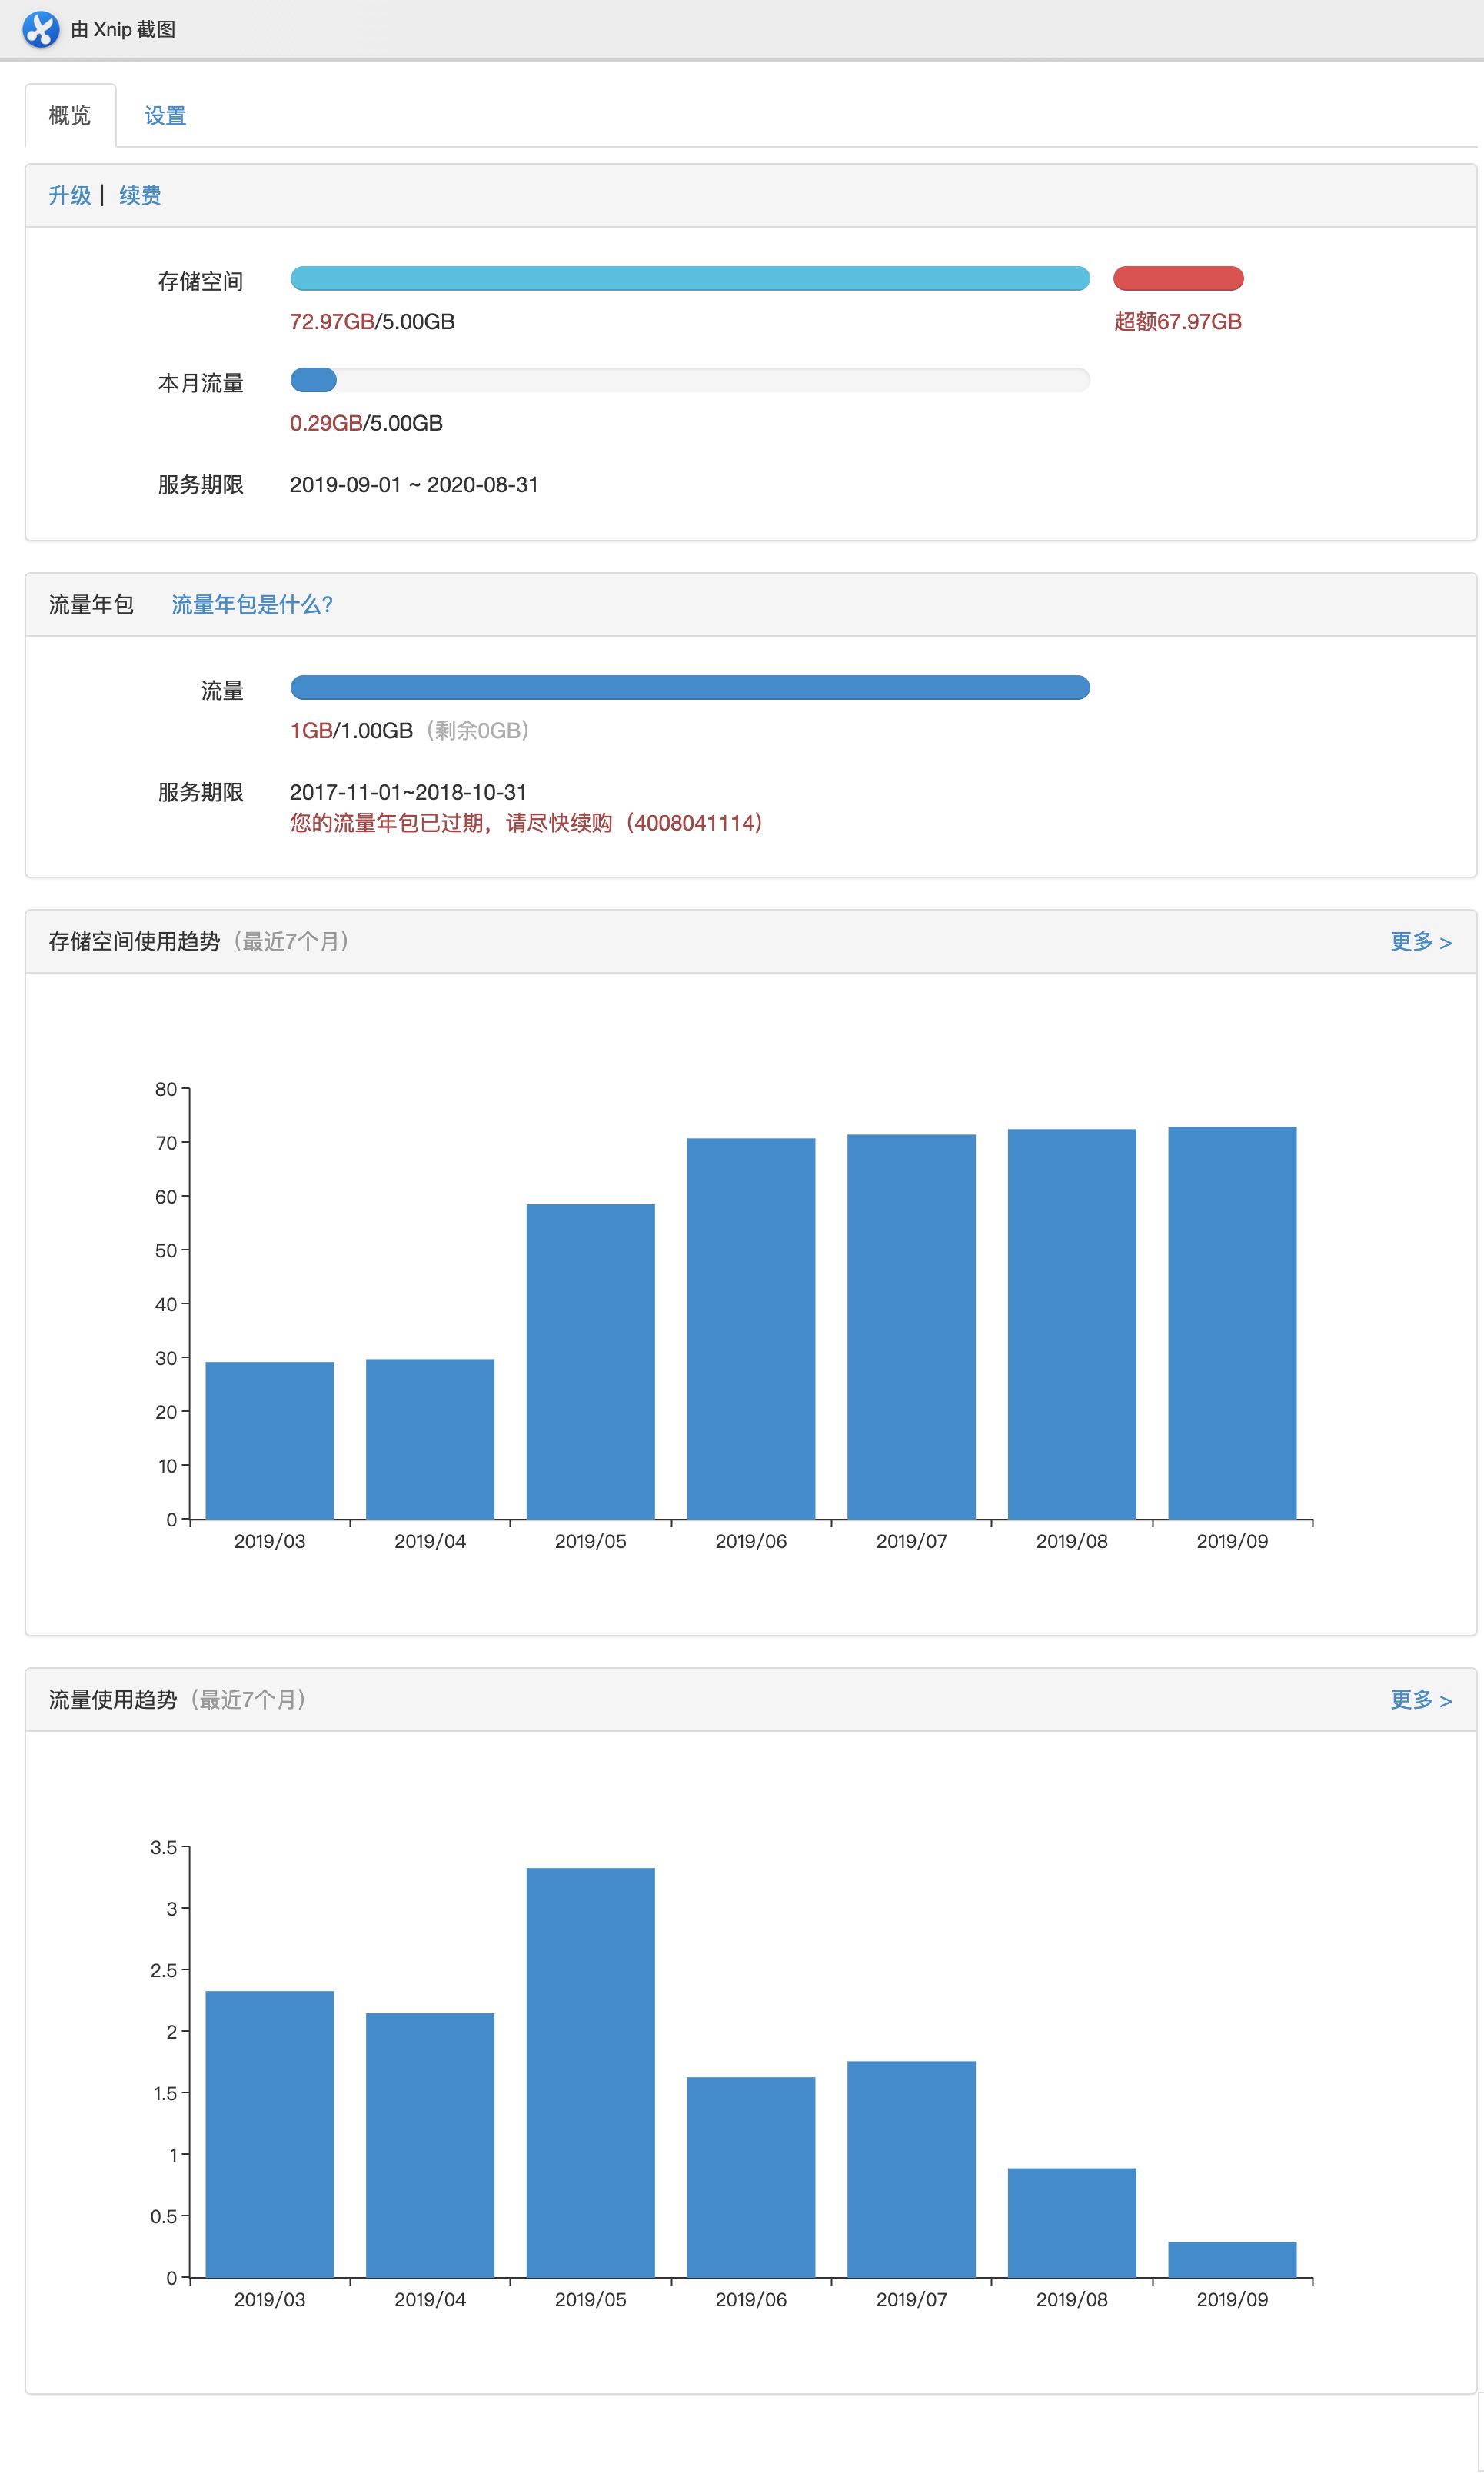 由 Xnip 截图
概览 设置
升级 | 续费
存储空间
72.97GB/5.00GB 超额67.97GB
本月流量
0.29GB/5.00GB
服务期限 2019-09-01 ~ 2020-08-31
流量年包 流量年包是什么?
流量
1GB/1.00GB（剩余0GB）
服务期限 2017-11-01~2018-10-31
您的流量年包已过期，请尽快续购（4008041114）
存储空间使用趋势（最近7个月） 更多 >
80
70
60
50
40
30
20
10
0
2019/03 2019/04 2019/05 2019/06 2019/07 2019/08 2019/09
流量使用趋势（最近7个月） 更多 >
3.5
3
2.5
2
1.5
1
0.5
0
2019/03 2019/04 2019/05 2019/06 2019/07 2019/08 2019/09